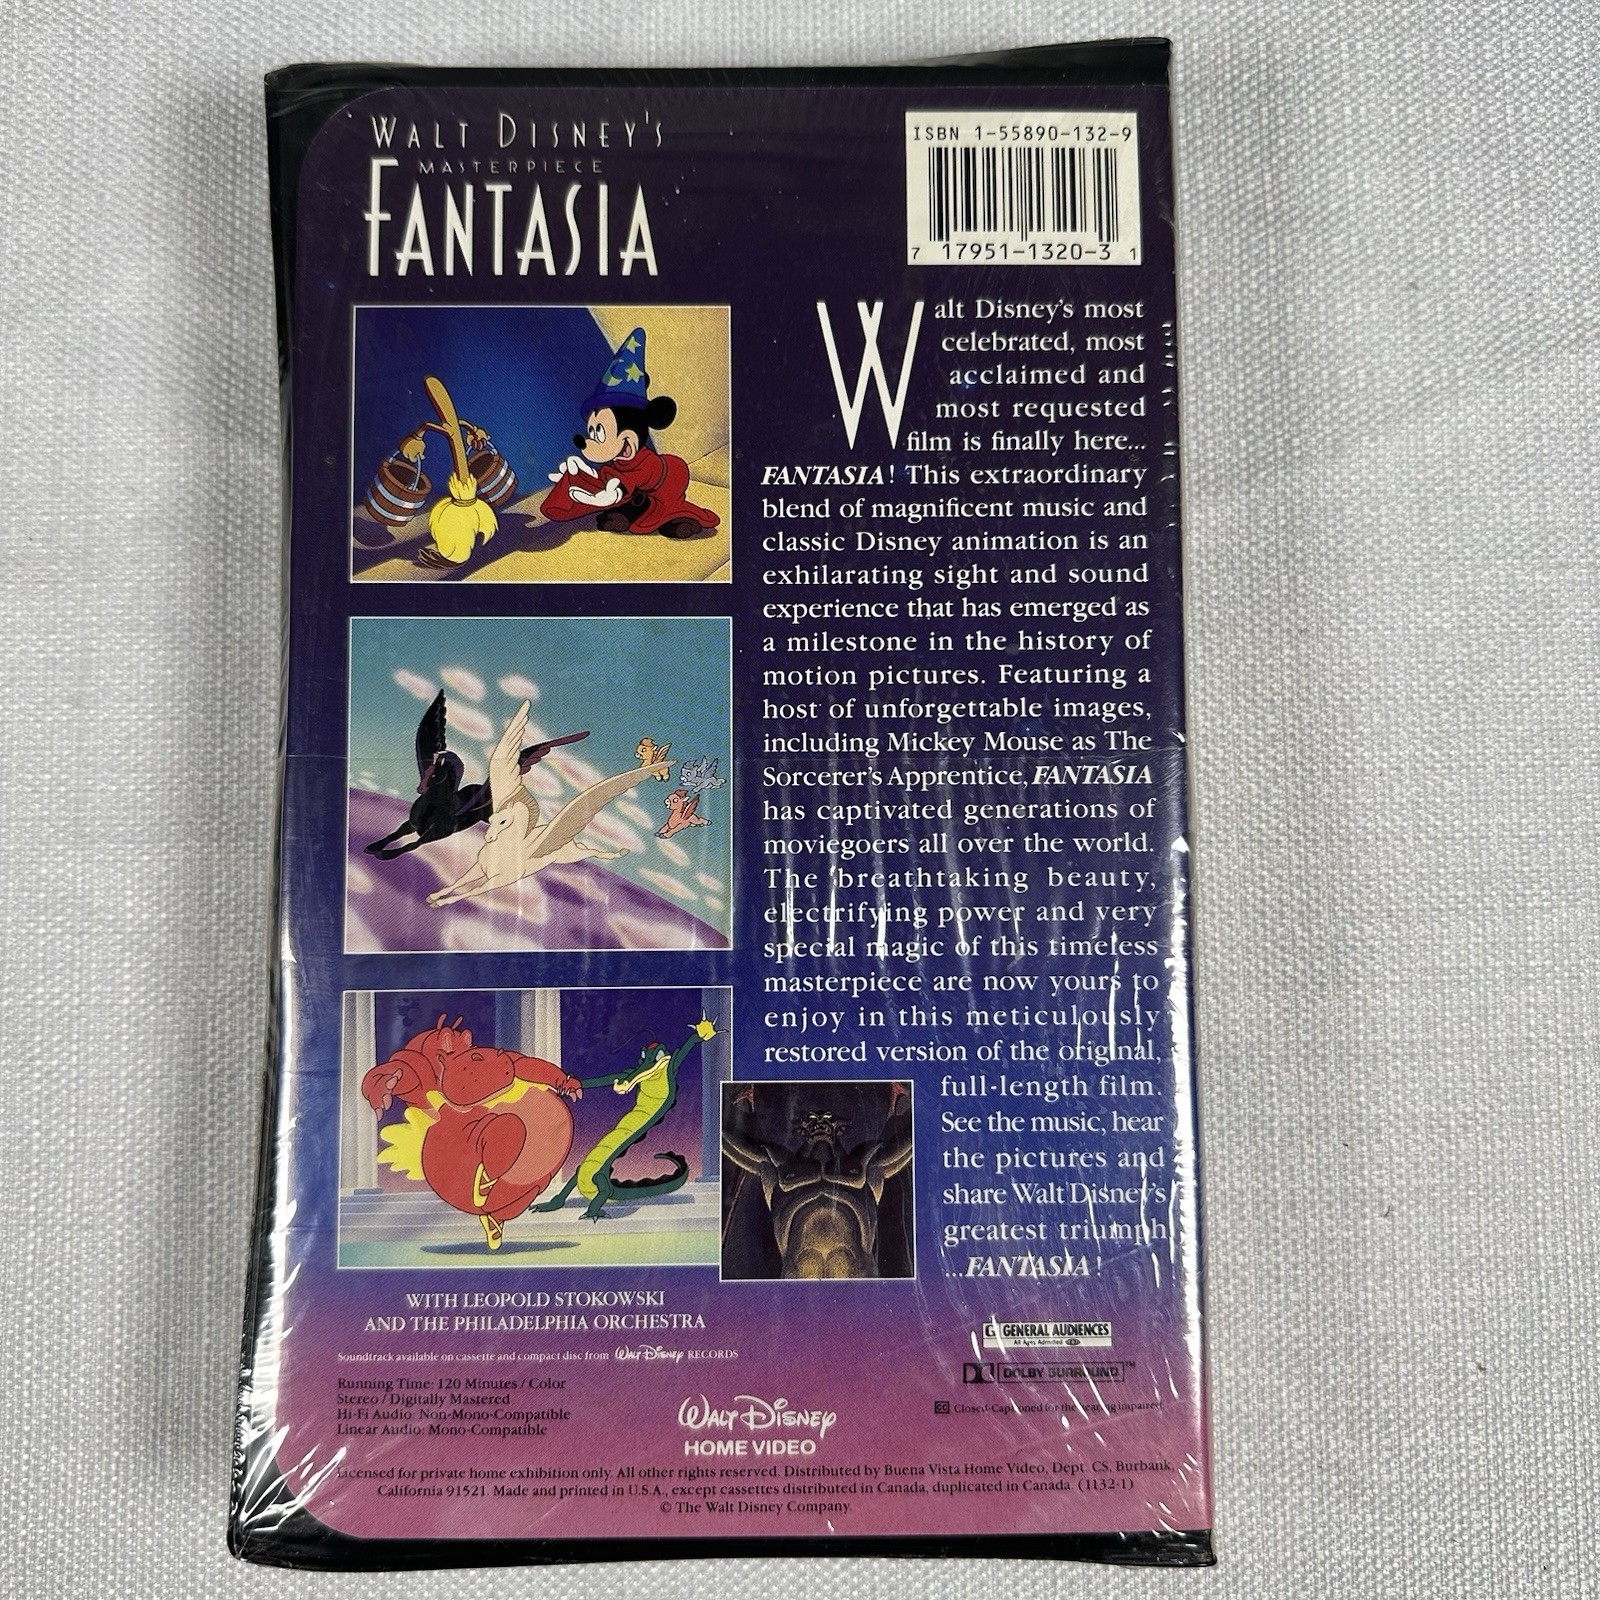 WALT DISNEY'S
MASTERPIECE
FANTASIA
ISBN 1-55890-132-9
7 17951-1320-3 1
Walt Disney's most
celebrated, most
acclaimed and
most requested
film is finally here...
FANTASIA! This extraordinary
blend of magnificent music and
classic Disney animation is an
exhilarating sight and sound
experience that has emerged as
a milestone in the history of
motion pictures. Featuring a
host of unforgettable images,
including Mickey Mouse as The
Sorcerer's Apprentice, FANTASIA
has captivated generations of
moviegoers all over the world.
The breathtaking beauty,
electrifying power and very
special magic of this timeless
masterpiece are now yours to
enjoy in this meticulously
restored version of the original,
full-length film.
See the music, hear
the pictures and
share Walt Disney's
greatest triumph
...FANTASIA!
WITH LEOPOLD STOKOWSKI
AND THE PHILADELPHIA ORCHESTRA
Soundtrack available on cassette and compact disc from Walt Disney RECORDS
Running Time: 120 Minutes / Color
Stereo / Digitally Mastered
Hi-Fi Audio: Non-Mono-Compatible
Linear Audio: Mono-Compatible
Walt Disney
HOME VIDEO
G GENERAL AUDIENCES
All Ages Admitted
DOLBY SURROUND™
CC Closed-Captioned for the hearing impaired
Licensed for private home exhibition only. All other rights reserved. Distributed by Buena Vista Home Video, Dept. CS, Burbank,
California 91521. Made and printed in U.S.A., except cassettes distributed in Canada, duplicated in Canada. (1132-1)
© The Walt Disney Company.